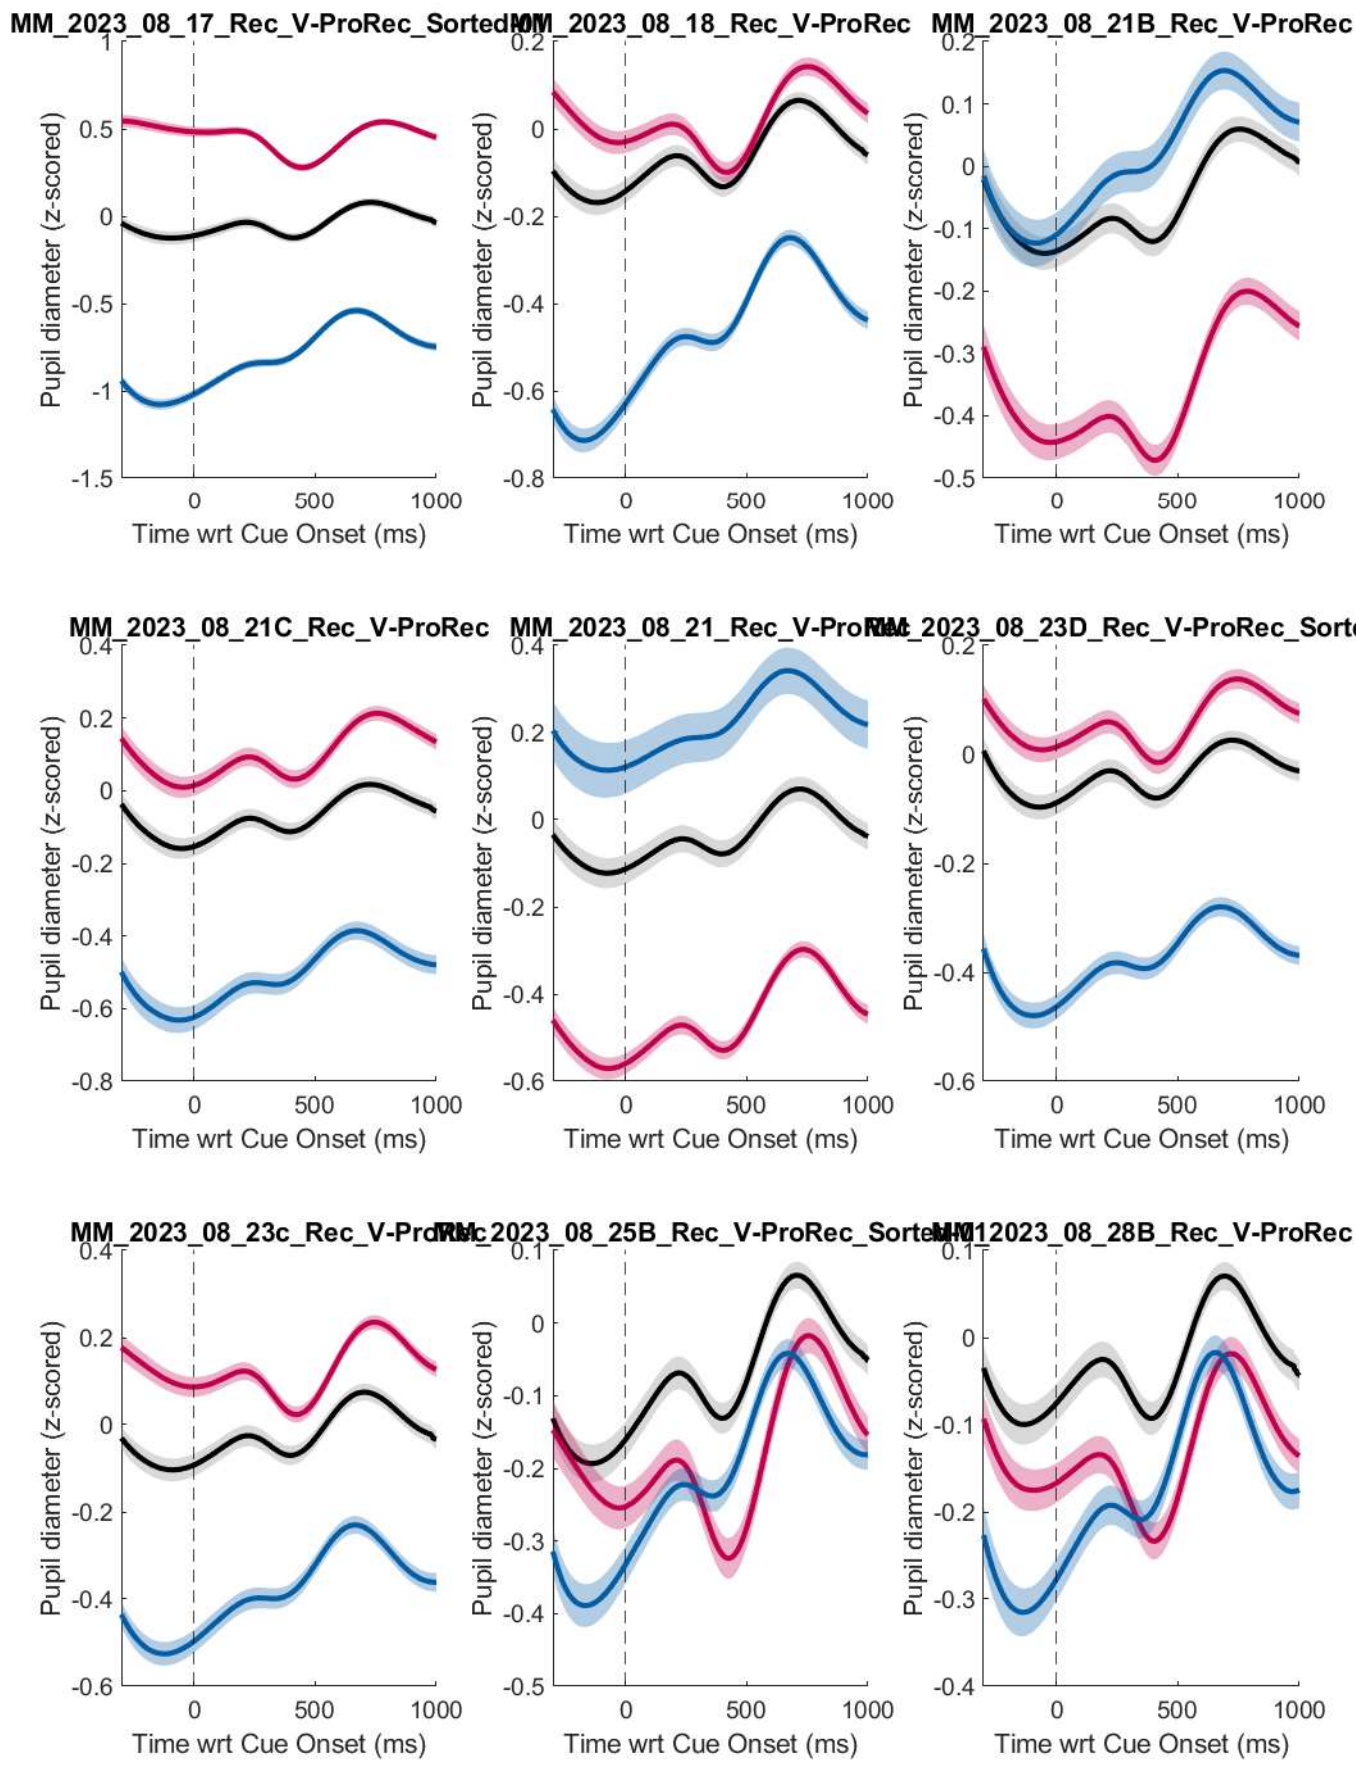 MM_2023_08_17_Rec_V-ProRec_Sorted-01
MM_2023_08_18_Rec_V-ProRec
MM_2023_08_21B_Rec_V-ProRec
1
0.5
0
-0.5
-1
-1.5
Pupil diameter (z-scored)
0 500 1000
Time wrt Cue Onset (ms)
0.2
0
-0.2
-0.4
-0.6
-0.8
Pupil diameter (z-scored)
0 500 1000
Time wrt Cue Onset (ms)
0.2
0.1
0
-0.1
-0.2
-0.3
-0.4
-0.5
Pupil diameter (z-scored)
0 500 1000
Time wrt Cue Onset (ms)
MM_2023_08_21C_Rec_V-ProRec
MM_2023_08_21_Rec_V-ProRec
MM_2023_08_23D_Rec_V-ProRec_Sorte
0.4
0.2
0
-0.2
-0.4
-0.6
-0.8
Pupil diameter (z-scored)
0 500 1000
Time wrt Cue Onset (ms)
0.4
0.2
0
-0.2
-0.4
-0.6
Pupil diameter (z-scored)
0 500 1000
Time wrt Cue Onset (ms)
0.2
0
-0.2
-0.4
-0.6
Pupil diameter (z-scored)
0 500 1000
Time wrt Cue Onset (ms)
MM_2023_08_23c_Rec_V-ProRec
MM_2023_08_25B_Rec_V-ProRec_Sorted-01
MM_2023_08_28B_Rec_V-ProRec
0.4
0.2
0
-0.2
-0.4
-0.6
Pupil diameter (z-scored)
0 500 1000
Time wrt Cue Onset (ms)
0.1
0
-0.1
-0.2
-0.3
-0.4
-0.5
Pupil diameter (z-scored)
0 500 1000
Time wrt Cue Onset (ms)
0.1
0
-0.1
-0.2
-0.3
-0.4
Pupil diameter (z-scored)
0 500 1000
Time wrt Cue Onset (ms)